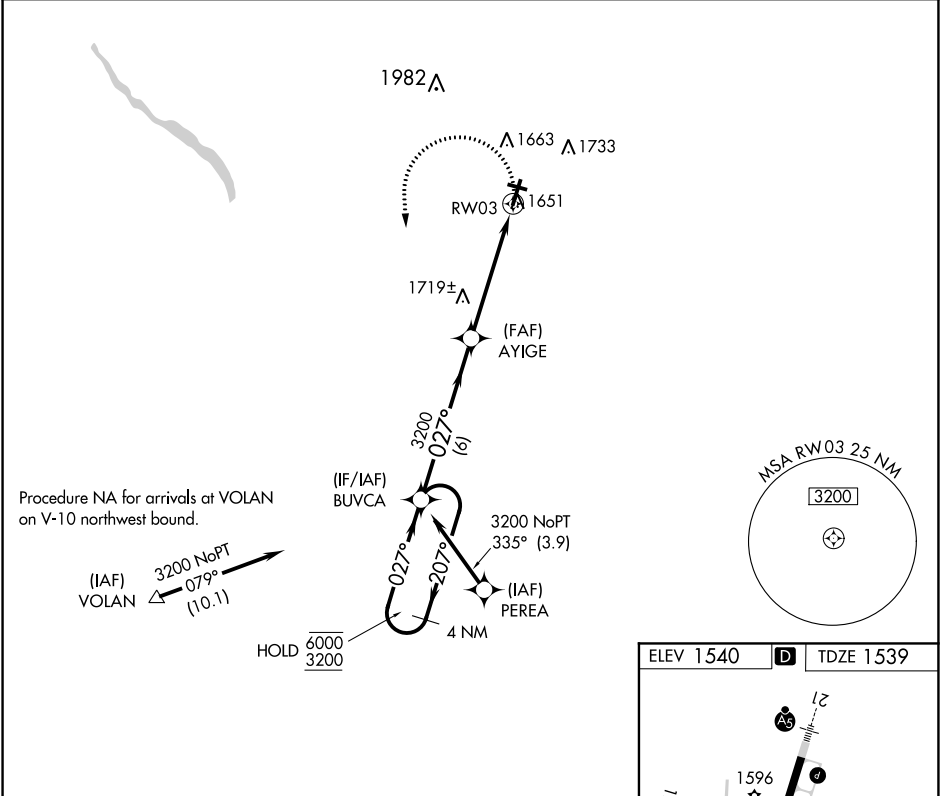 1982
1663
1733
RW03
1651
1719±
(FAF)
AYIGE
3200
027°
(6)
(IF/IAF)
BUVCA
MSA RW03 25 NM
3200
Procedure NA for arrivals at VOLAN
on V-10 northwest bound.
3200 NoPT
335° (3.9)
3200 NoPT
079°
(10.1)
(IAF)
VOLAN
027°
207°
(IAF)
PEREA
4 NM
HOLD 6000
3200
ELEV 1540 D TDZE 1539
21
A5
1596
P